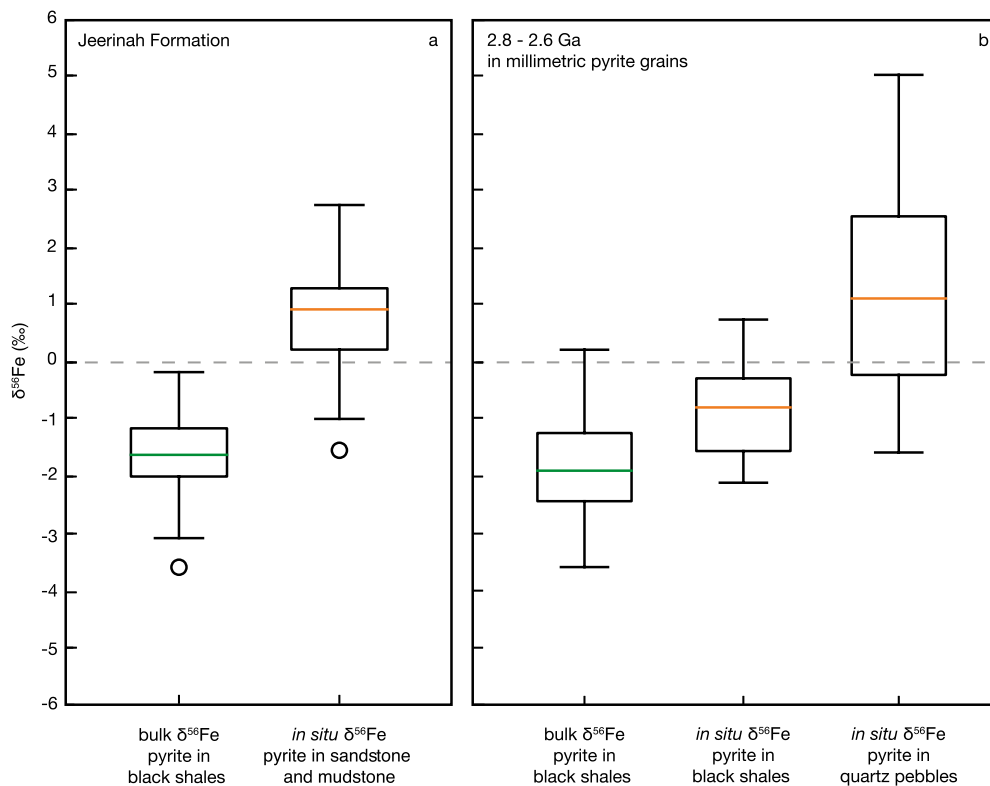 Jeerinah Formation
a
2.8 - 2.6 Ga
in millimetric pyrite grains
b
6
5
4
3
2
1
0
-1
-2
-3
-4
-5
-6
δ⁵⁶Fe (‰)
bulk δ⁵⁶Fe
pyrite in
black shales
in situ δ⁵⁶Fe
pyrite in sandstone
and mudstone
bulk δ⁵⁶Fe
pyrite in
black shales
in situ δ⁵⁶Fe
pyrite in
black shales
in situ δ⁵⁶Fe
pyrite in
quartz pebbles